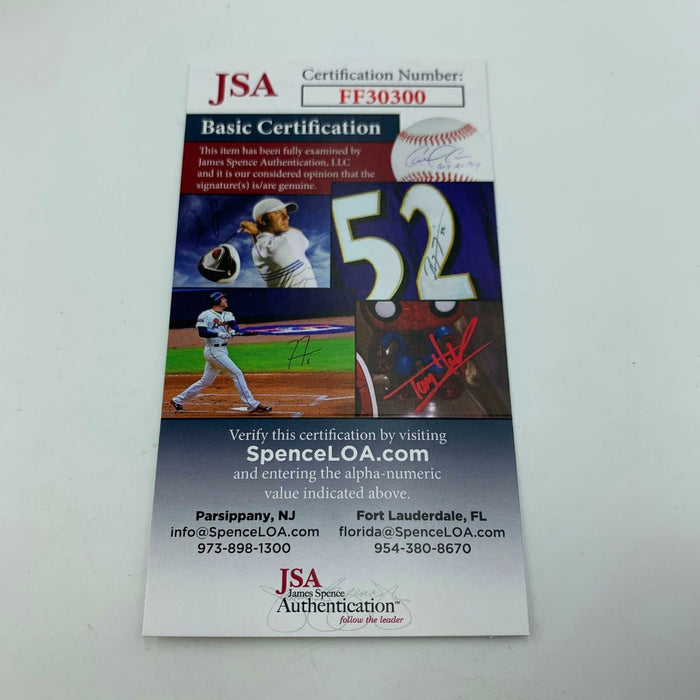 JSA
Certification Number:
FF30300
Basic Certification
This item has been fully examined by
James Spence Authentication, LLC
and it is our considered opinion that the
signature(s) is/are genuine.
52
Verify this certification by visiting
SpenceLOA.com
and entering the alpha-numeric
value indicated above.
Parsippany, NJ
info@SpenceLOA.com
973-898-1300
Fort Lauderdale, FL
florida@SpenceLOA.com
954-380-8670
JSA
James Spence
Authentication™
follow the leader